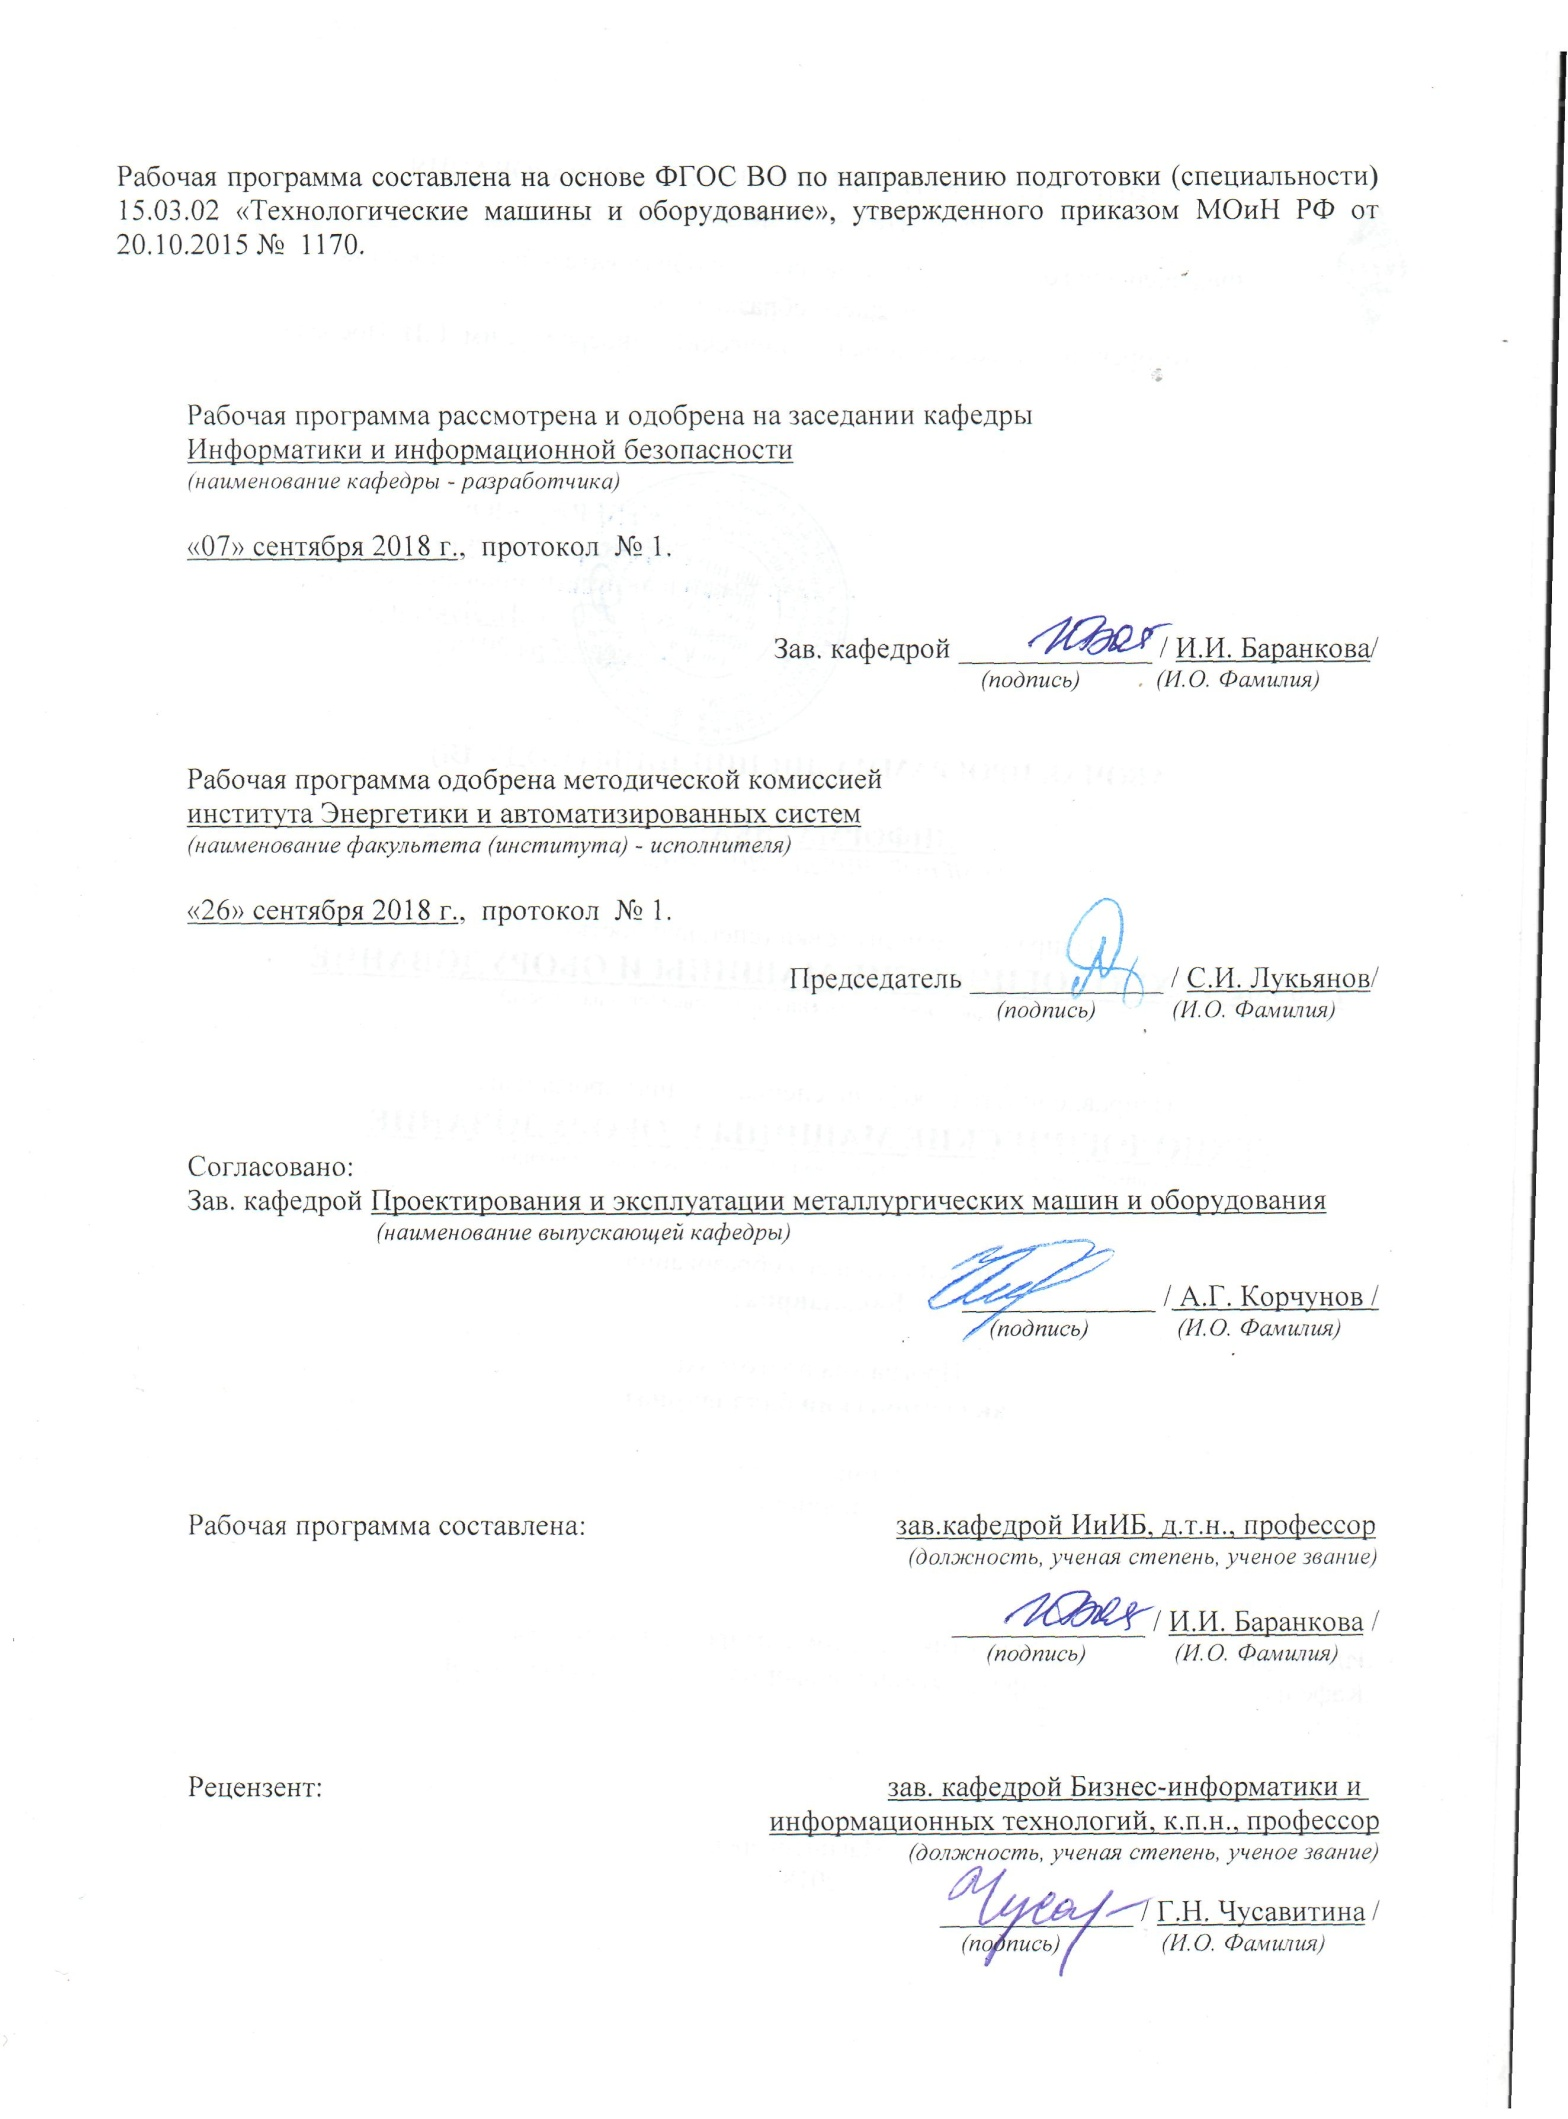 Рабочая программа составлена на основе ФГОС ВО по направлению подготовки (специальности)
15.03.02 «Технологические машины и оборудование», утвержденного приказом МОиН РФ от
20.10.2015 № 1170.
Рабочая программа рассмотрена и одобрена на заседании кафедры
Информатики и информационной безопасности
(наименование кафедры - разработчика)
«07» сентября 2018 г., протокол № 1.
Зав. кафедрой ______________ / И.И. Баранкова/
(подпись) (И.О. Фамилия)
Рабочая программа одобрена методической комиссией
института Энергетики и автоматизированных систем
(наименование факультета (института) - исполнителя)
«26» сентября 2018 г., протокол № 1.
Председатель ______________ / С.И. Лукьянов/
(подпись) (И.О. Фамилия)
Согласовано:
Зав. кафедрой Проектирования и эксплуатации металлургических машин и оборудования
(наименование выпускающей кафедры)
______________ / А.Г. Корчунов /
(подпись) (И.О. Фамилия)
Рабочая программа составлена: зав.кафедрой ИиИБ, д.т.н., профессор
(должность, ученая степень, ученое звание)
______________ / И.И. Баранкова /
(подпись) (И.О. Фамилия)
Рецензент: зав. кафедрой Бизнес-информатики и
информационных технологий, к.п.н., профессор
(должность, ученая степень, ученое звание)
______________ / Г.Н. Чусавитина /
(подпись) (И.О. Фамилия)